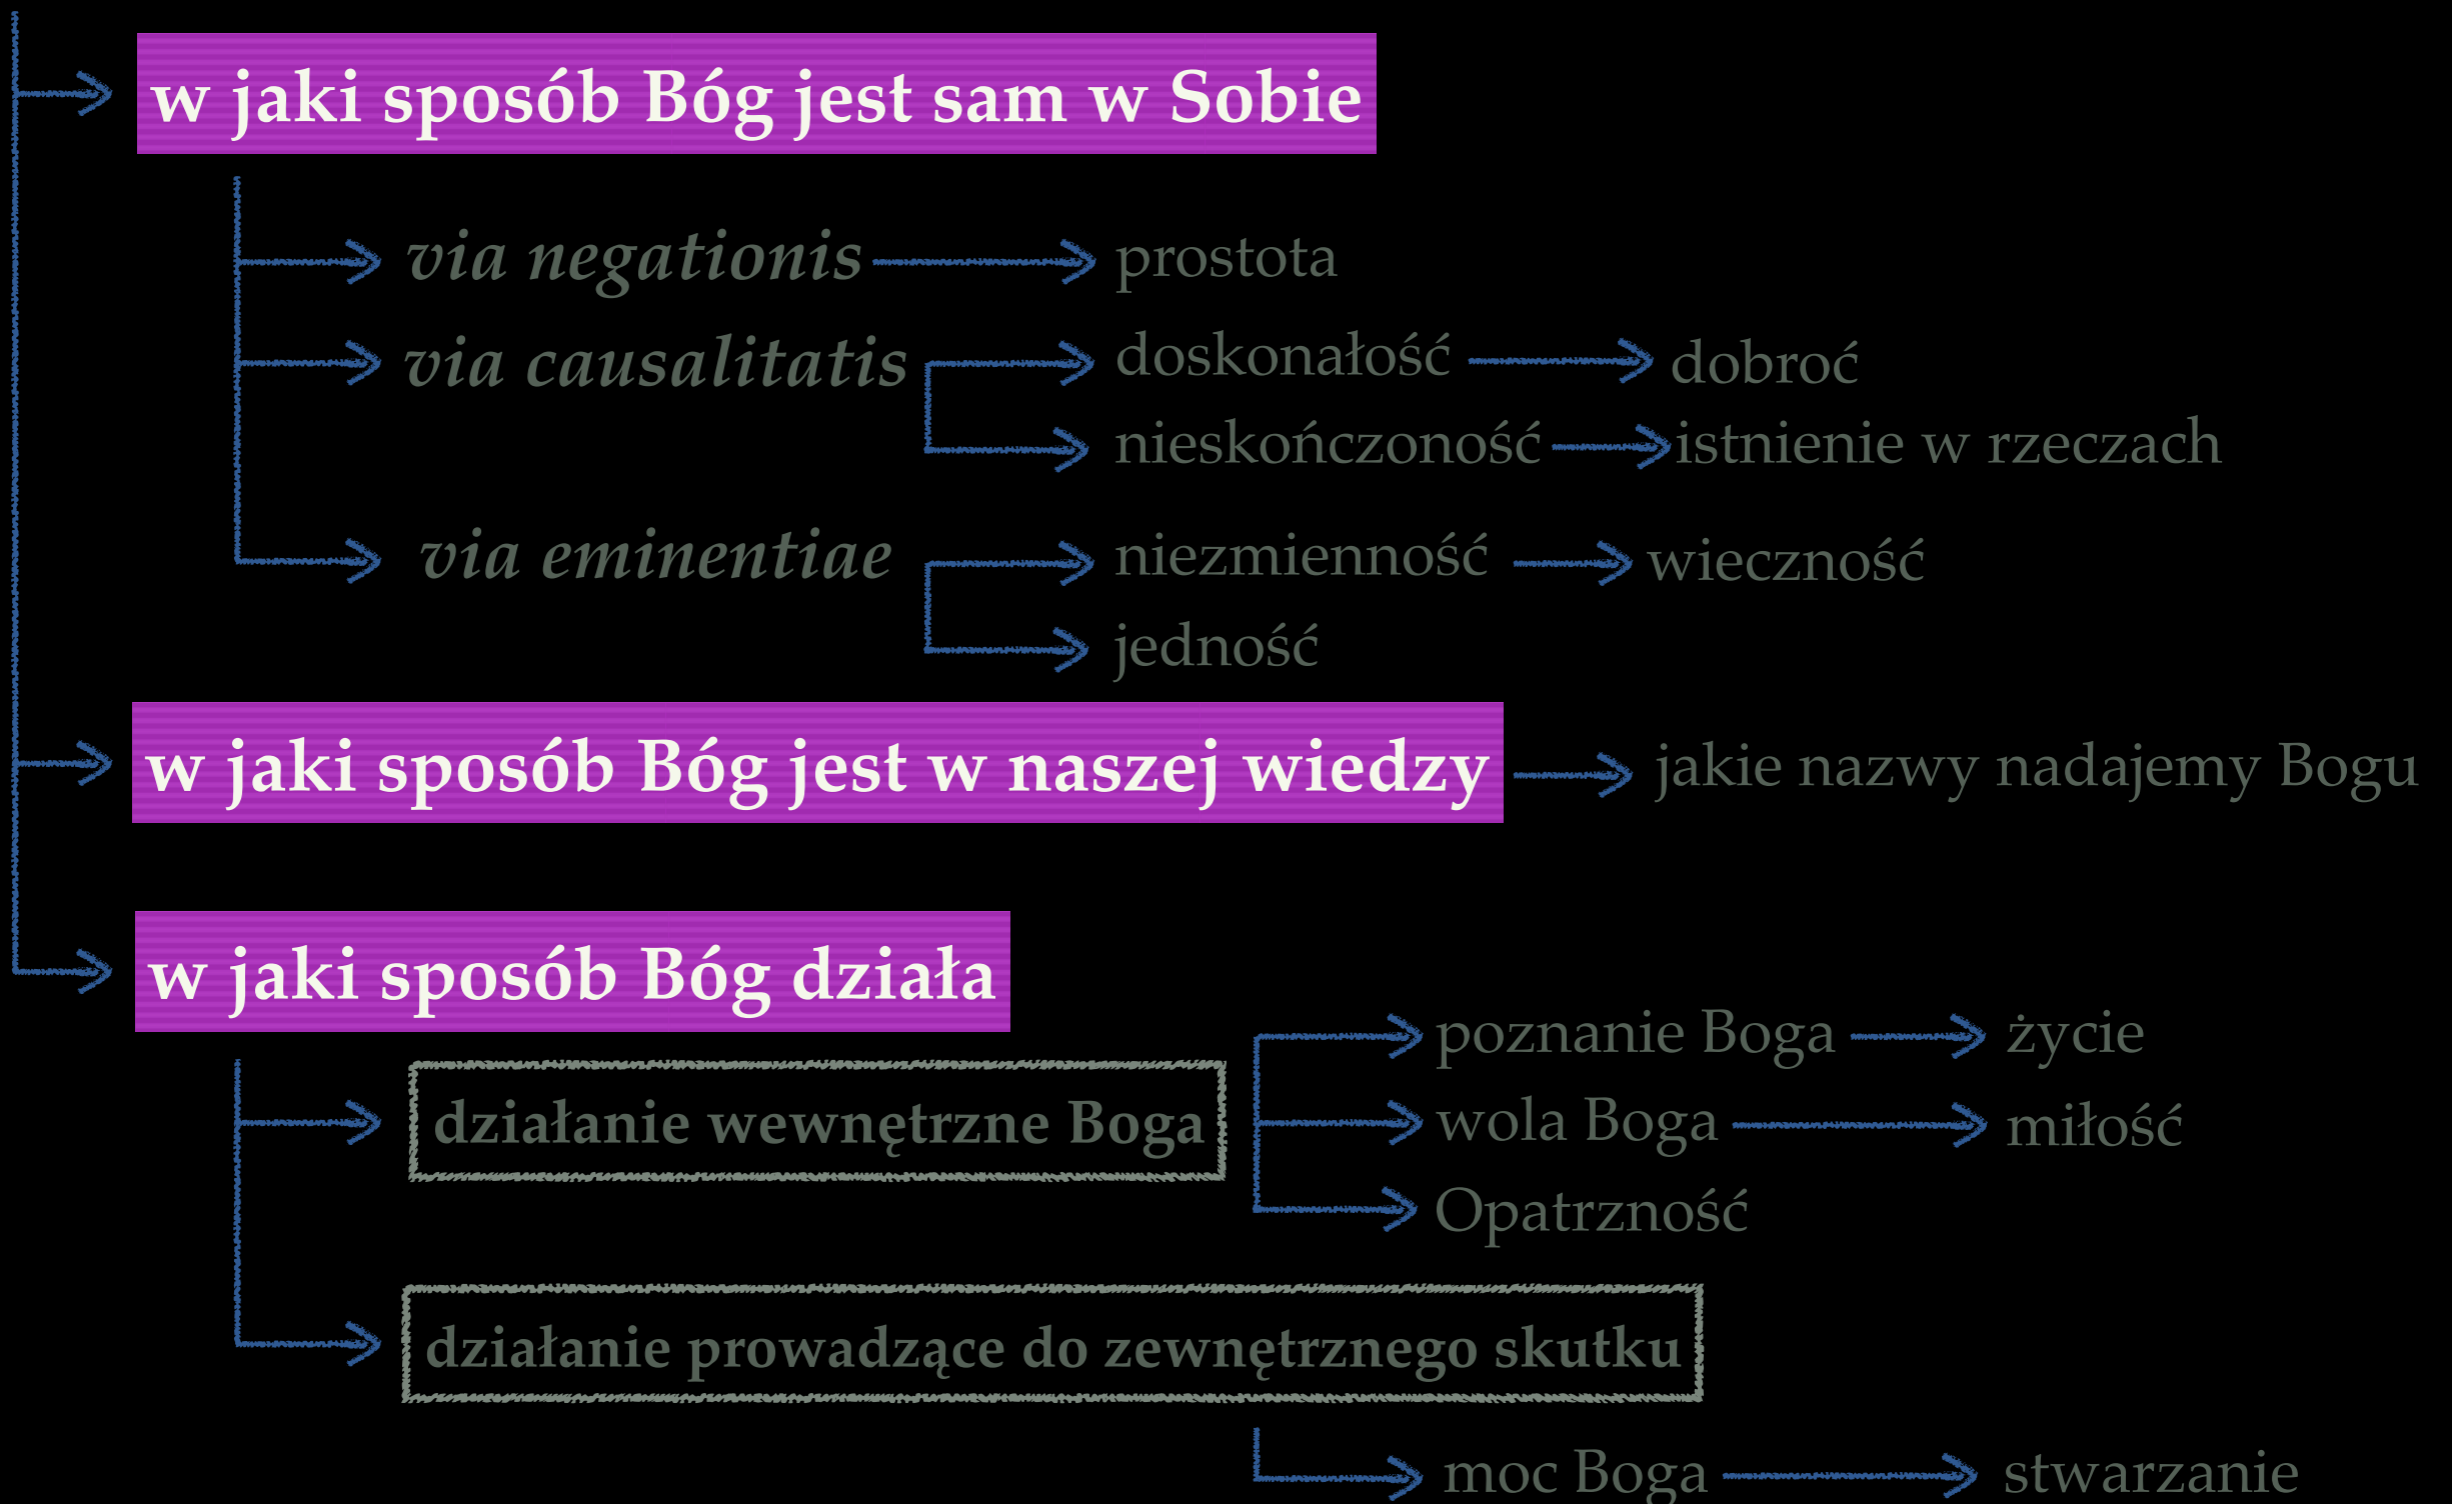 w jaki sposób Bóg jest sam w Sobie
via negationis prostota
via causalitatis doskonałość dobroć
nieskończoność istnienie w rzeczach
via eminentiae niezmienność wieczność
jedność
w jaki sposób Bóg jest w naszej wiedzy jakie nazwy nadajemy Bogu
w jaki sposób Bóg działa
poznanie Boga życie
działanie wewnętrzne Boga wola Boga miłość
Opatrzność
działanie prowadzące do zewnętrznego skutku
moc Boga stwarzanie